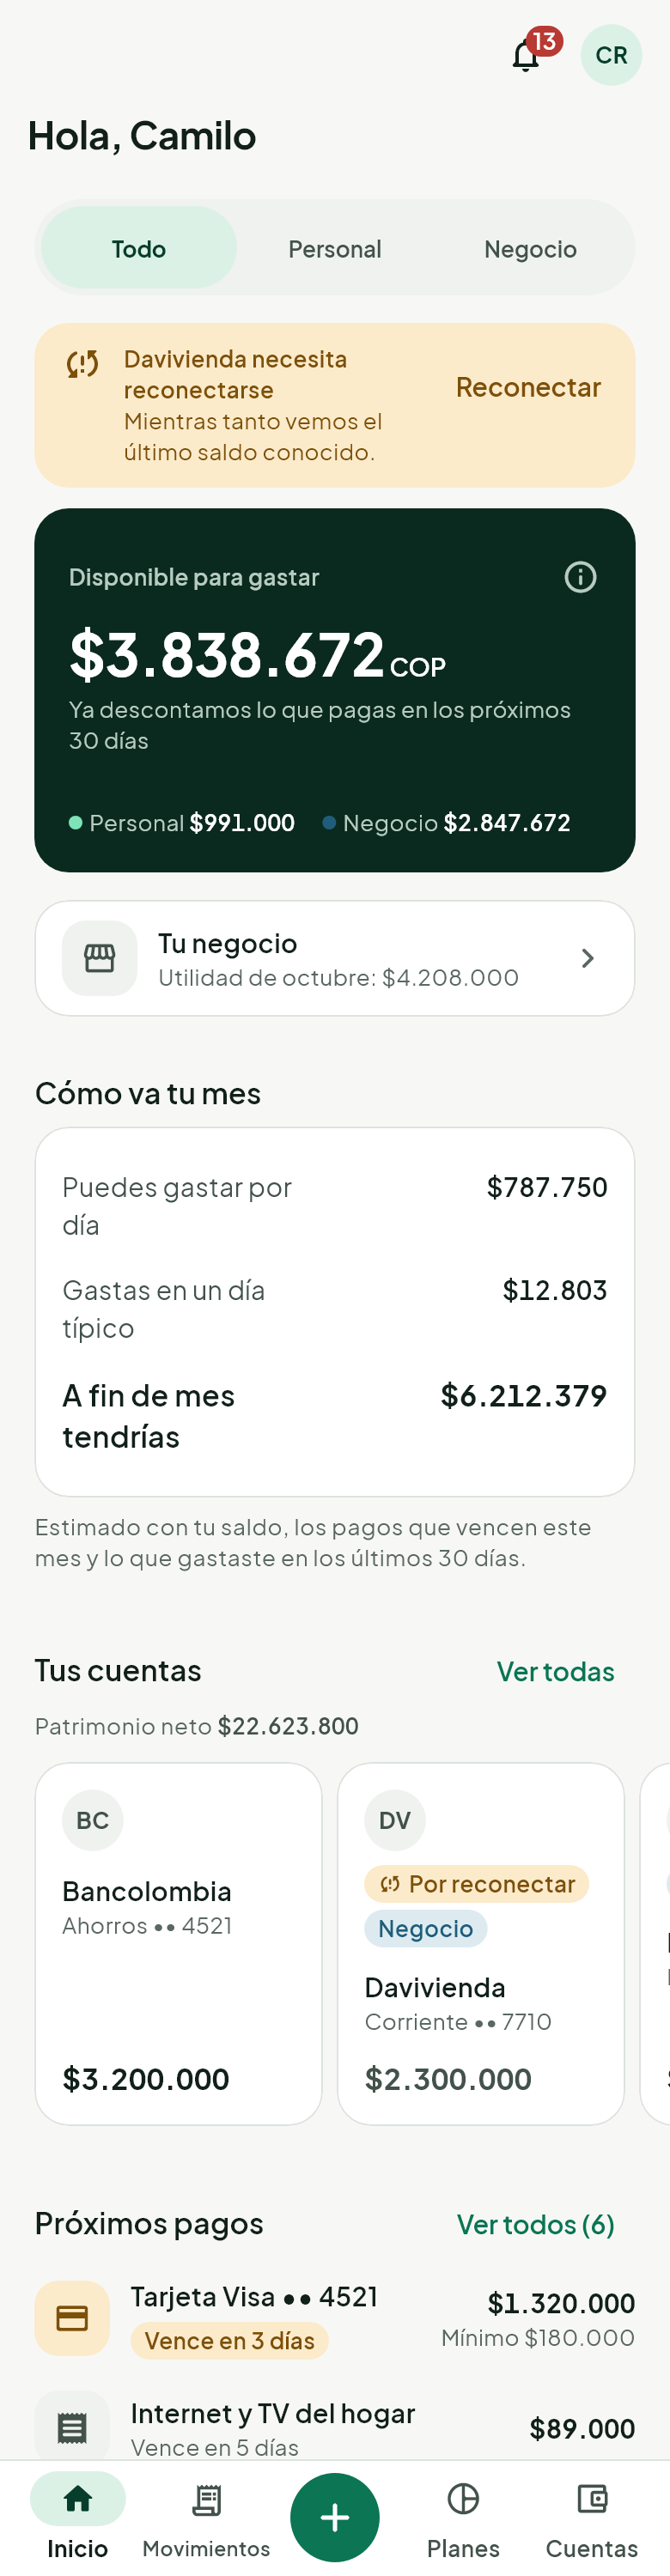 13
CR
Hola, Camilo
Todo
Personal
Negocio
Davivienda necesita
reconectarse
Mientras tanto vemos el
último saldo conocido.
Reconectar
Disponible para gastar
$3.838.672 COP
Ya descontamos lo que pagas en los próximos
30 días
Personal $991.000
Negocio $2.847.672
Tu negocio
Utilidad de octubre: $4.208.000
Cómo va tu mes
Puedes gastar por
día
$787.750
Gastas en un día
típico
$12.803
A fin de mes
tendrías
$6.212.379
Estimado con tu saldo, los pagos que vencen este
mes y lo que gastaste en los últimos 30 días.
Tus cuentas
Ver todas
Patrimonio neto $22.623.800
BC
Bancolombia
Ahorros •• 4521
$3.200.000
DV
Por reconectar
Negocio
Davivienda
Corriente •• 7710
$2.300.000
Próximos pagos
Ver todos (6)
Tarjeta Visa •• 4521
Vence en 3 días
$1.320.000
Mínimo $180.000
Internet y TV del hogar
Vence en 5 días
$89.000
Inicio
Movimientos
Planes
Cuentas